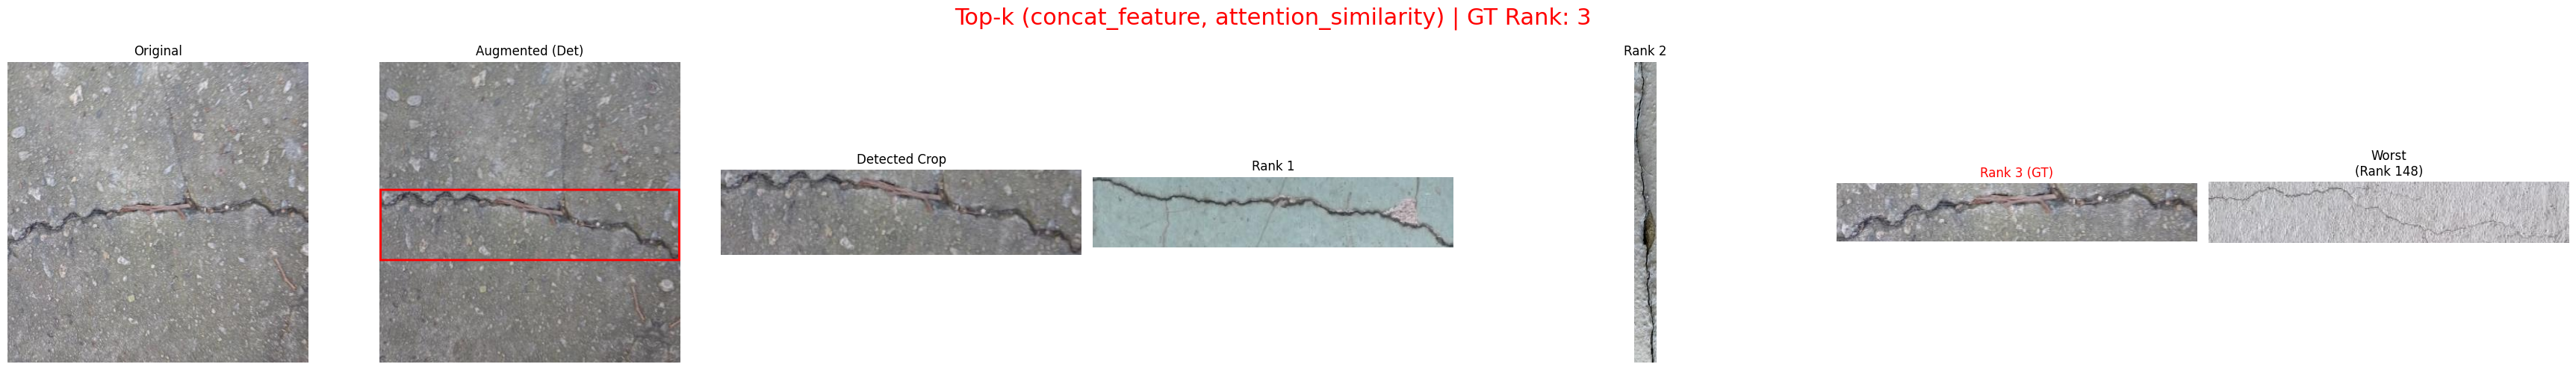 Top-k (concat_feature, attention_similarity) | GT Rank: 3
Original
Augmented (Det)
Detected Crop
Rank 1
Rank 2
Rank 3 (GT)
Worst
(Rank 148)